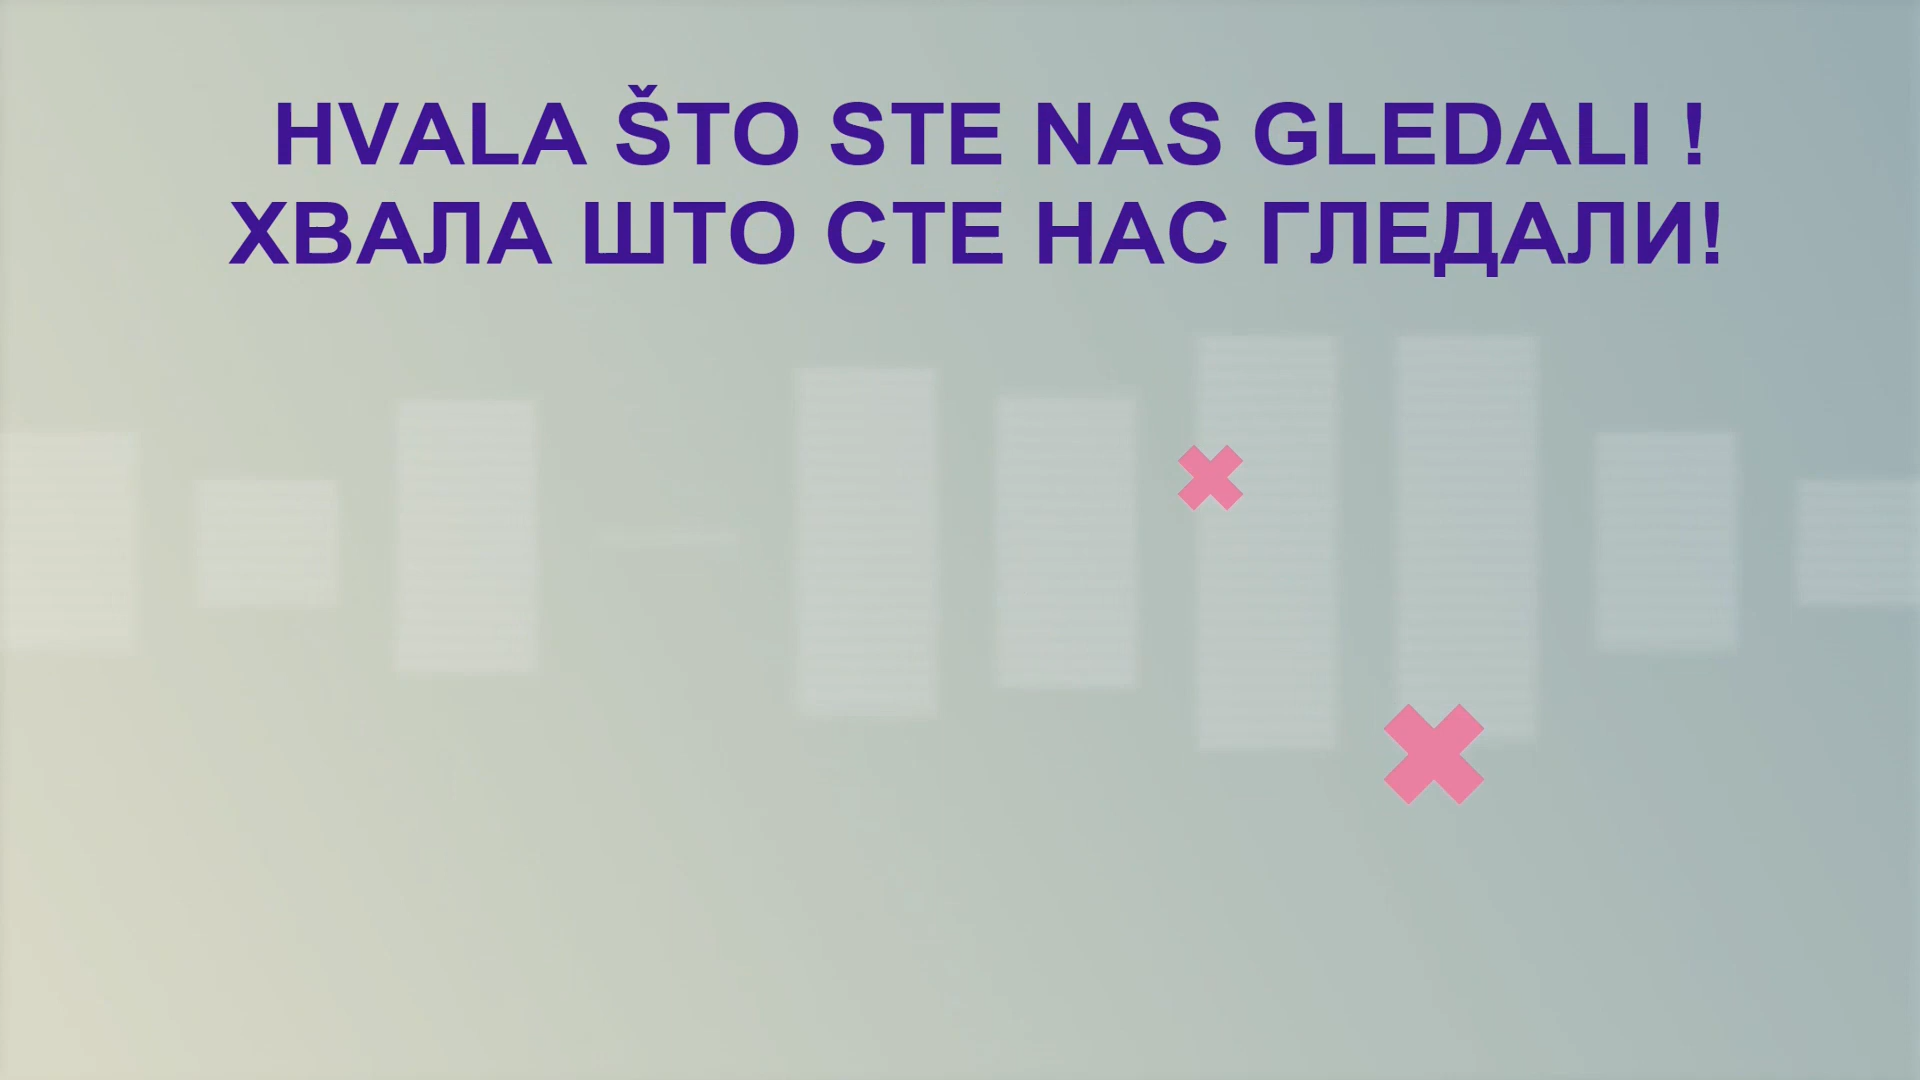 HVALA ŠTO STE NAS GLEDALI !
ХВАЛА ШТО СТЕ НАС ГЛЕДАЛИ!